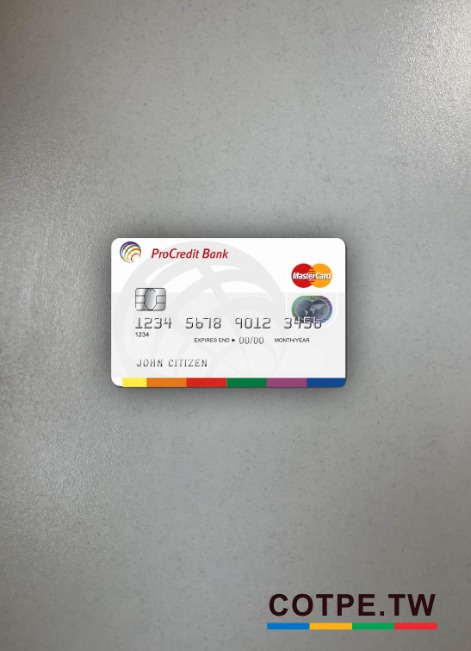 ProCredit Bank
MasterCard
1234 5678 9012 3456
1234
EXPIRES END ► 00/00 MONTH/YEAR
JOHN CITIZEN
COTPE.TW